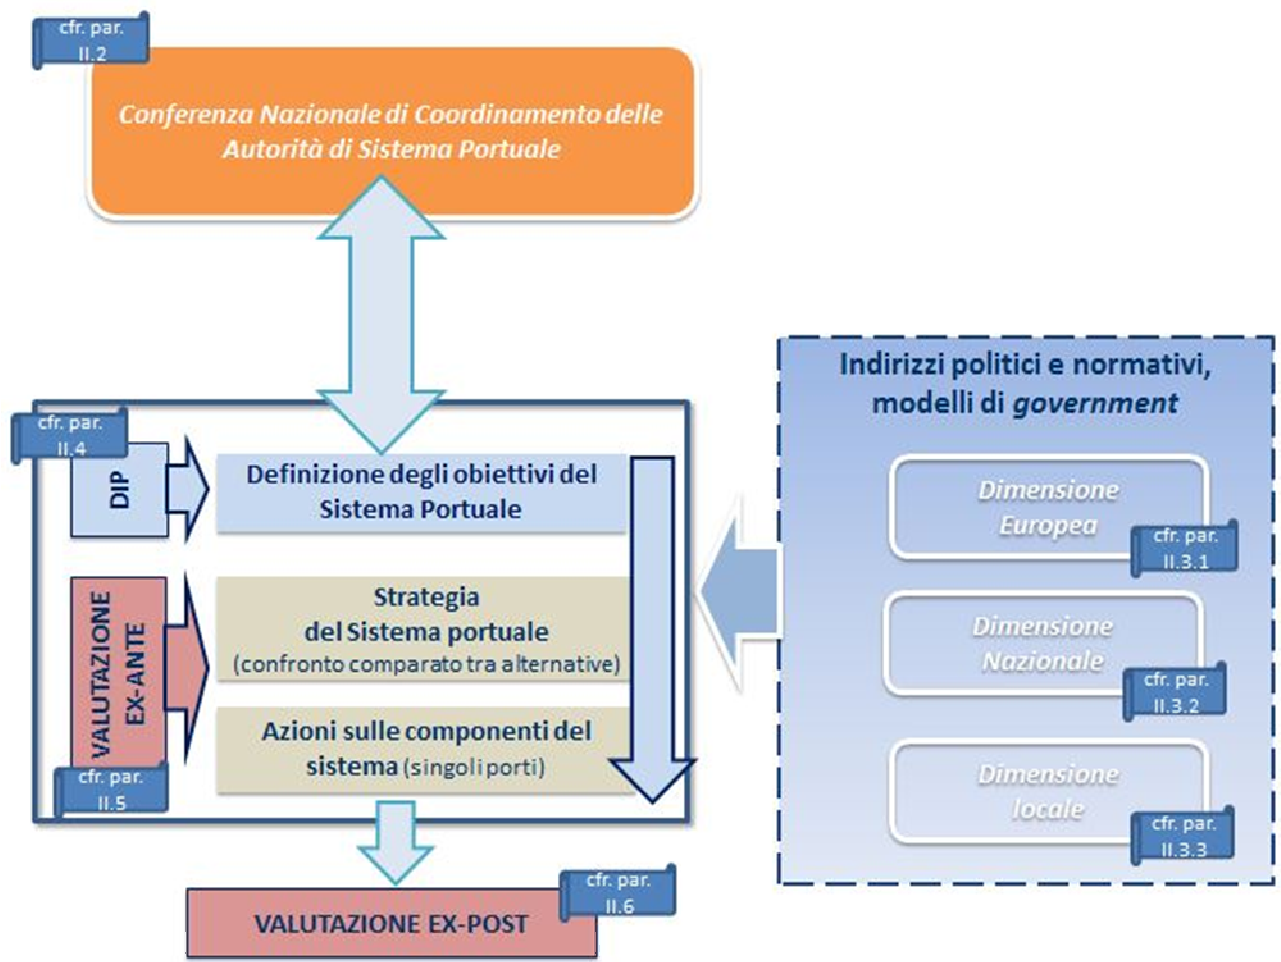 cfr. par.
II.2
Conferenza Nazionale di Coordinamento delle
Autorità di Sistema Portuale
cfr. par.
II.4
DIP
Definizione degli obiettivi del
Sistema Portuale
VALUTAZIONE
EX-ANTE
Strategia
del Sistema portuale
(confronto comparato tra alternative)
Azioni sulle componenti del
sistema (singoli porti)
cfr. par.
II.5
VALUTAZIONE EX-POST
cfr. par.
II.6
Indirizzi politici e normativi,
modelli di government
Dimensione
Europea
cfr. par.
II.3.1
Dimensione
Nazionale
cfr. par.
II.3.2
Dimensione
locale
cfr. par.
II.3.3